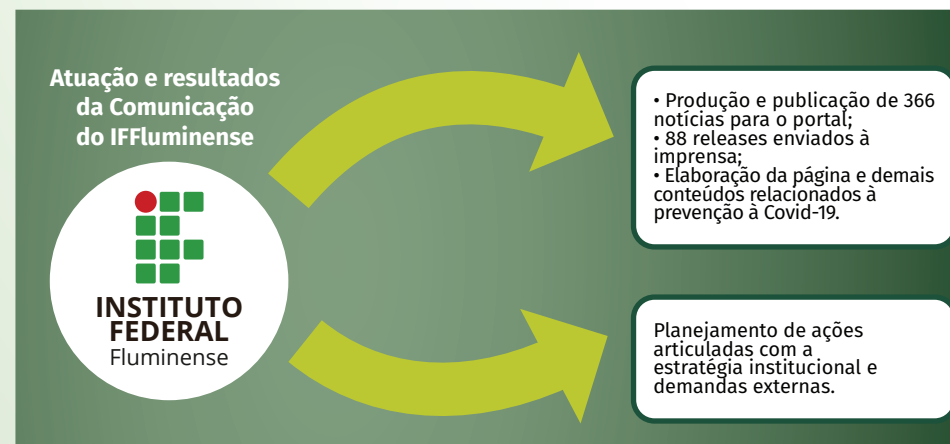 Atuação e resultados
da Comunicação
do IFFluminense
INSTITUTO
FEDERAL
Fluminense
• Produção e publicação de 366
notícias para o portal;
• 88 releases enviados à
imprensa;
• Elaboração da página e demais
conteúdos relacionados à
prevenção à Covid-19.
Planejamento de ações
articuladas com a
estratégia institucional e
demandas externas.